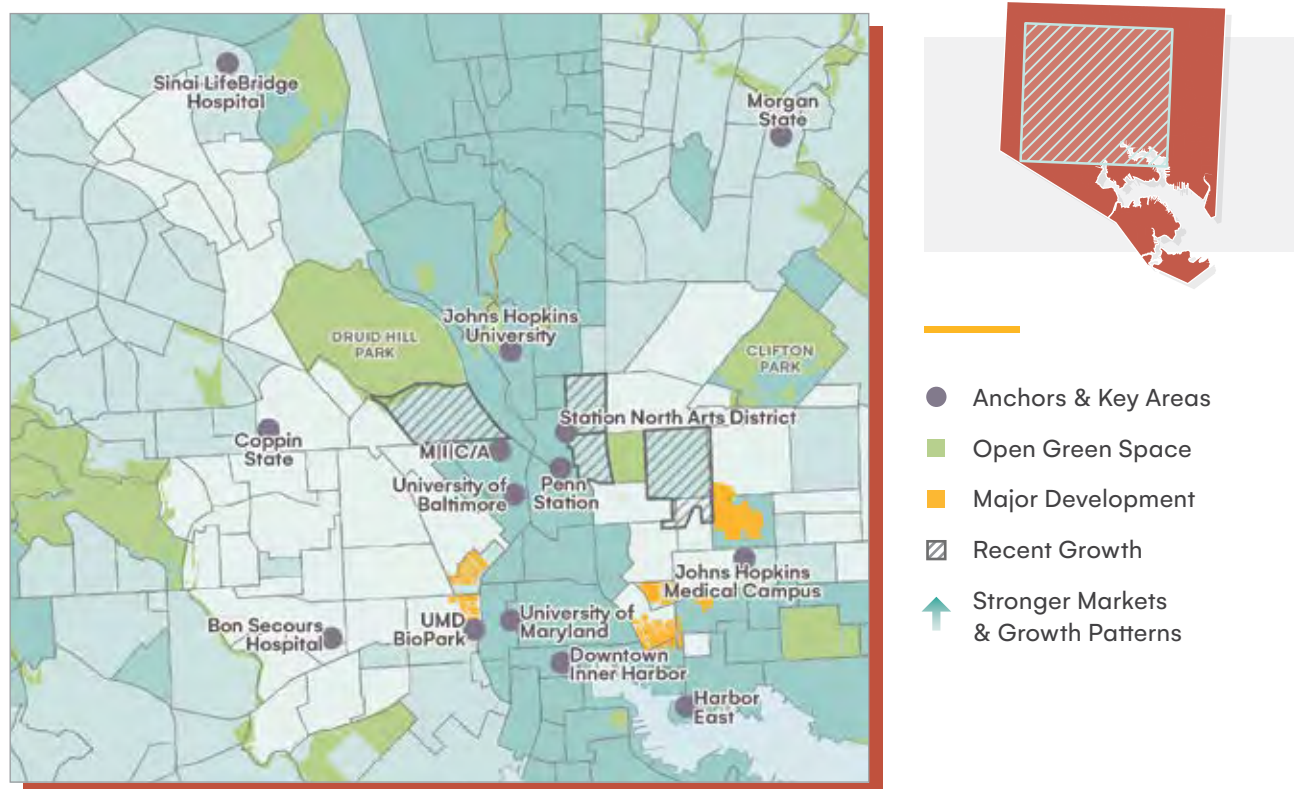 Sinai LifeBridge
Hospital
Morgan
State
Johns Hopkins
University
DRUID HILL
PARK
CLIFTON
PARK
Station North Arts District
Coppin
State
MIIIC/A
University of
Baltimore
Penn
Station
Johns Hopkins
Medical Campus
UMD
BioPark
University of
Maryland
Bon Secours
Hospital
Downtown
Inner Harbor
Harbor
East
Anchors & Key Areas
Open Green Space
Major Development
Recent Growth
Stronger Markets
& Growth Patterns